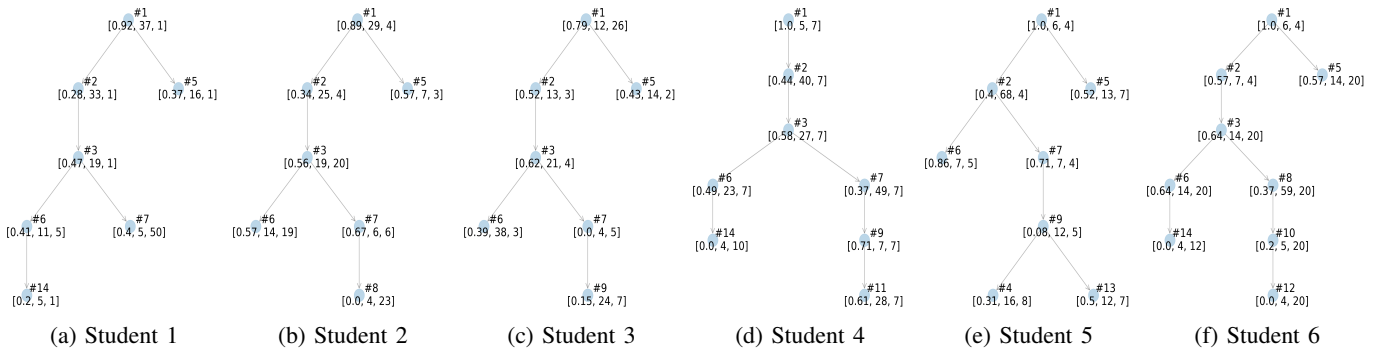 #1
[0.92, 37, 1]
#2
[0.28, 33, 1]
#5
[0.37, 16, 1]
#3
[0.47, 19, 1]
#6
[0.41, 11, 5]
#7
[0.4, 5, 50]
#14
[0.2, 5, 1]
(a) Student 1
#1
[0.89, 29, 4]
#2
[0.34, 25, 4]
#5
[0.57, 7, 3]
#3
[0.56, 19, 20]
#6
[0.57, 14, 19]
#7
[0.67, 6, 6]
#8
[0.0, 4, 23]
(b) Student 2
#1
[0.79, 12, 26]
#2
[0.52, 13, 3]
#5
[0.43, 14, 2]
#3
[0.62, 21, 4]
#6
[0.39, 38, 3]
#7
[0.0, 4, 5]
#9
[0.15, 24, 7]
(c) Student 3
#1
[1.0, 5, 7]
#2
[0.44, 40, 7]
#3
[0.58, 27, 7]
#6
[0.49, 23, 7]
#7
[0.37, 49, 7]
#14
[0.0, 4, 10]
#9
[0.71, 7, 7]
#11
[0.61, 28, 7]
(d) Student 4
#1
[1.0, 6, 4]
#2
[0.4, 68, 4]
#5
[0.52, 13, 7]
#6
[0.86, 7, 5]
#7
[0.71, 7, 4]
#9
[0.08, 12, 5]
#4
[0.31, 16, 8]
#13
[0.5, 12, 7]
(e) Student 5
#1
[1.0, 6, 4]
#2
[0.57, 7, 4]
#5
[0.57, 14, 20]
#3
[0.64, 14, 20]
#6
[0.64, 14, 20]
#8
[0.37, 59, 20]
#14
[0.0, 4, 12]
#10
[0.2, 5, 20]
#12
[0.0, 4, 20]
(f) Student 6